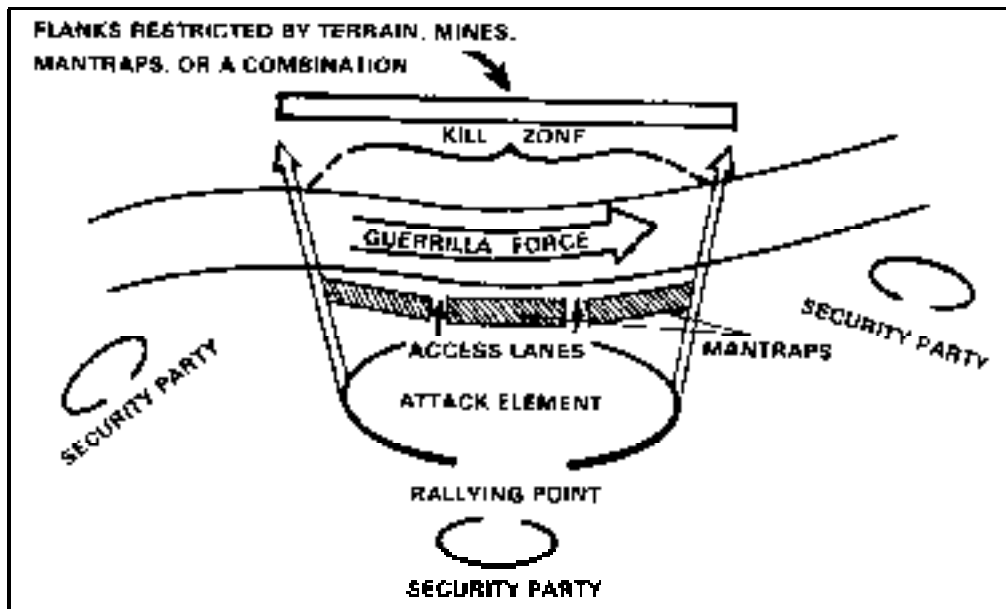 FLANKS RESTRICTED BY TERRAIN, MINES,
MANTRAPS, OR A COMBINATION
KILL ZONE
GUERRILLA FORCE
SECURITY PARTY
ACCESS LANES
MANTRAPS
SECURITY PARTY
ATTACK ELEMENT
RALLYING POINT
SECURITY PARTY